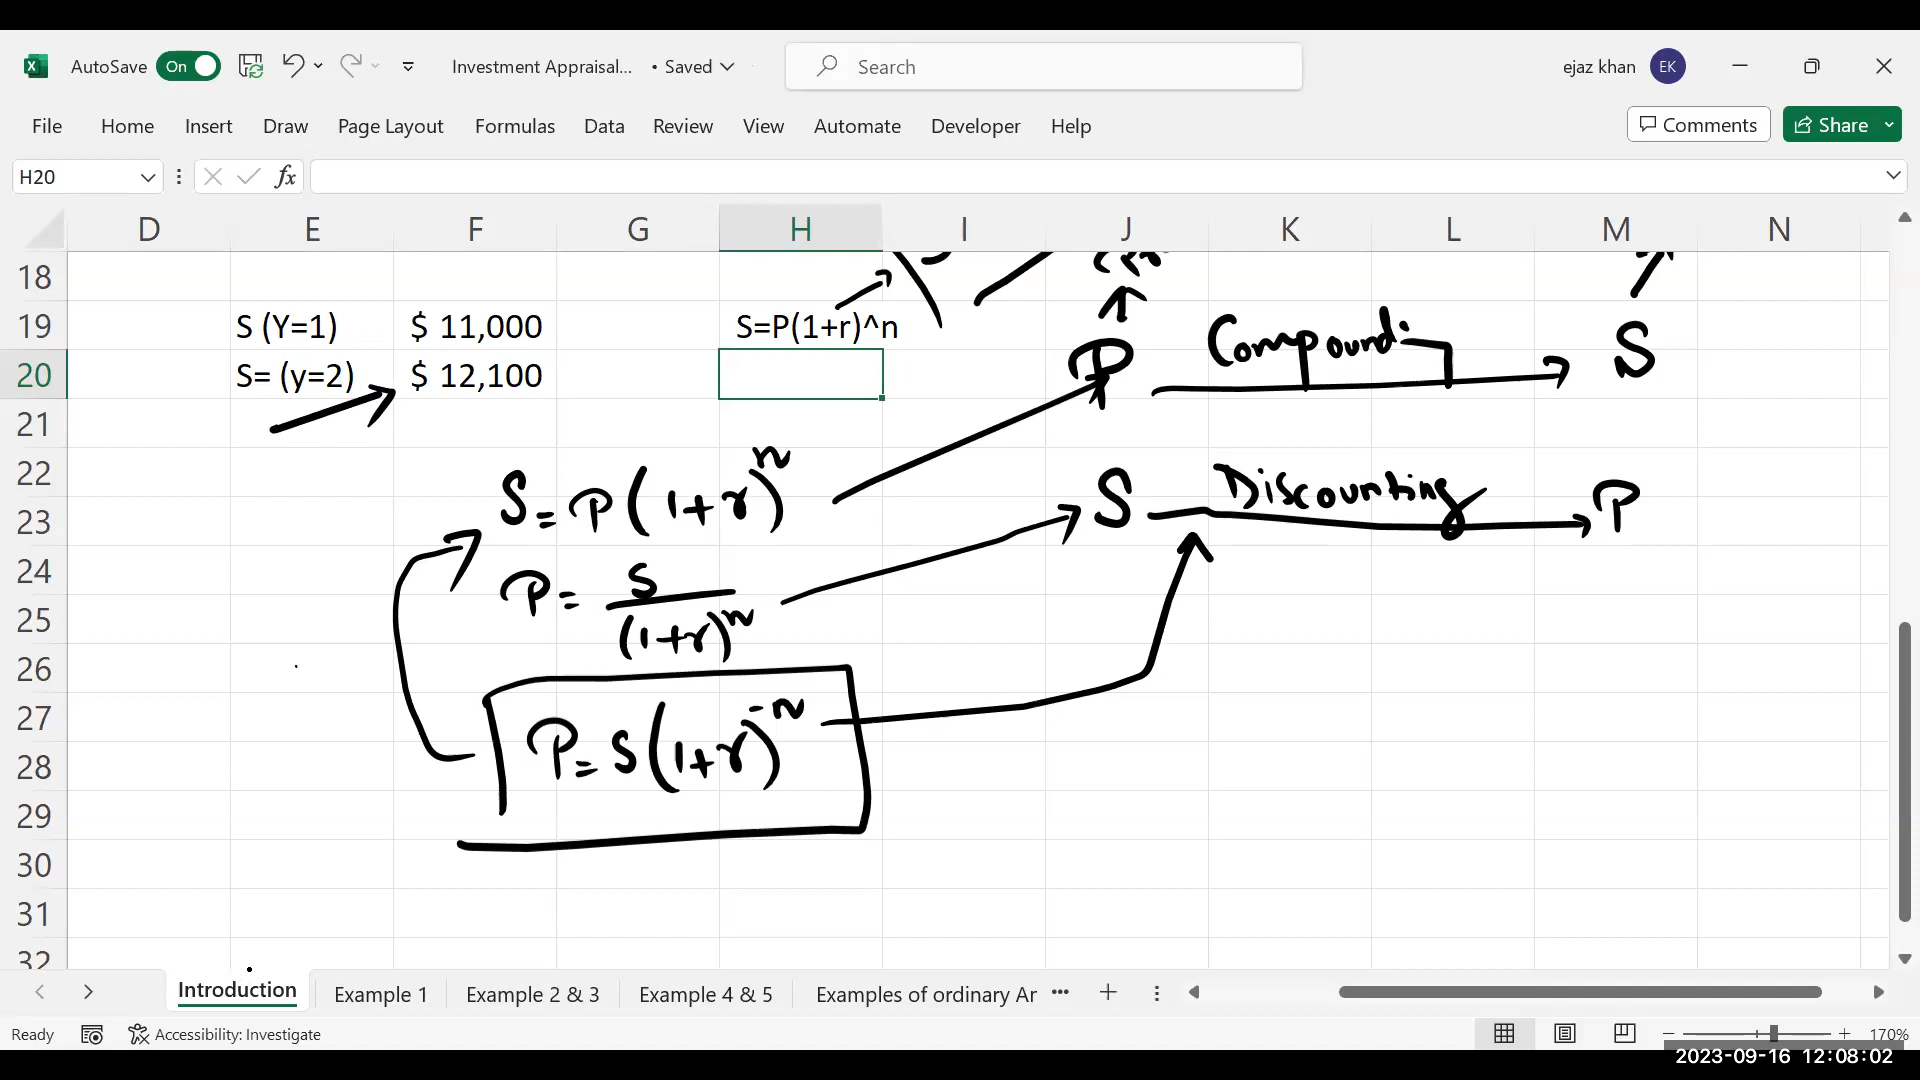 AutoSave On Investment Appraisal... • Saved Search ejaz khan EK
File Home Insert Draw Page Layout Formulas Data Review View Automate Developer Help Comments Share
H20 fx
D E F G H I J K L M N
18
19 S (Y=1) $ 11,000 S=P(1+r)^n
P Compoundi S
20 S= (y=2) $ 12,100
21
22
S=P(1+r)^n S Discounting P
23
24
P=S/(1+r)^n
25
26
27
P=S(1+r)^-n
28
29
30
31
32
Introduction Example 1 Example 2 & 3 Example 4 & 5 Examples of ordinary Ar ...
Ready Accessibility: Investigate 170%
2023-09-16 12:08:02